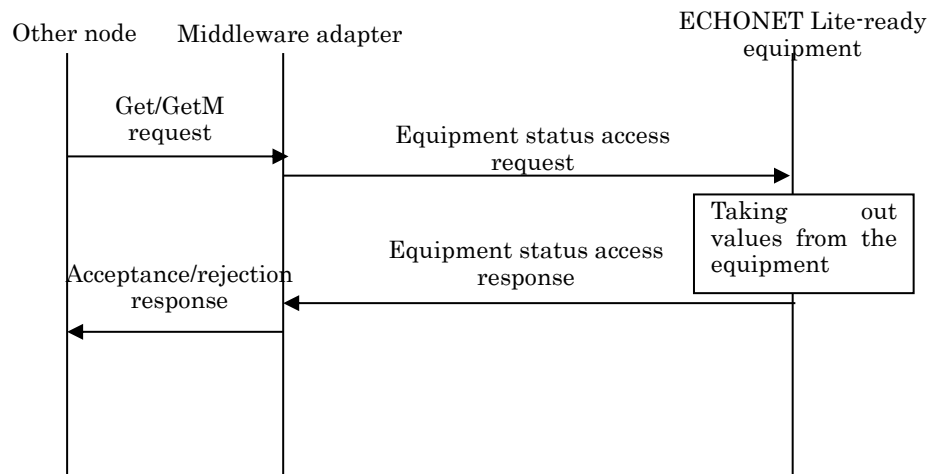 Other node
Middleware adapter
ECHONET Lite-ready
equipment
Get/GetM
request
Equipment status access
request
Taking out
values from the
equipment
Equipment status access
response
Acceptance/rejection
response